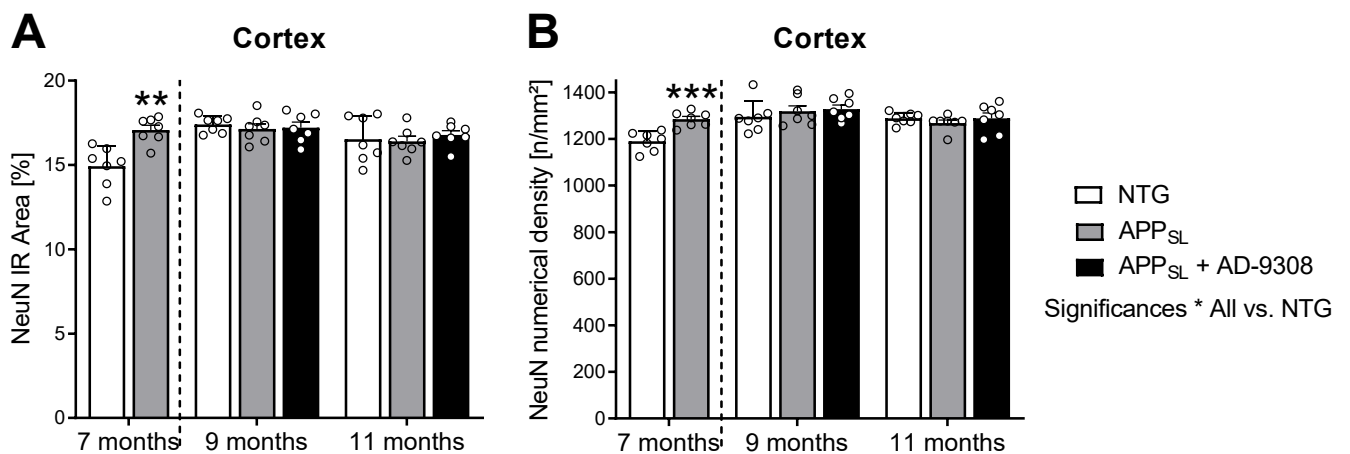 A
Cortex
NeuN IR Area [%]
20
15
10
5
0
**
7 months
9 months
11 months
B
Cortex
NeuN numerical density [n/mm²]
1400
1200
1000
800
600
400
200
0
***
7 months
9 months
11 months
NTG
APPSL
APPSL + AD-9308
Significances * All vs. NTG